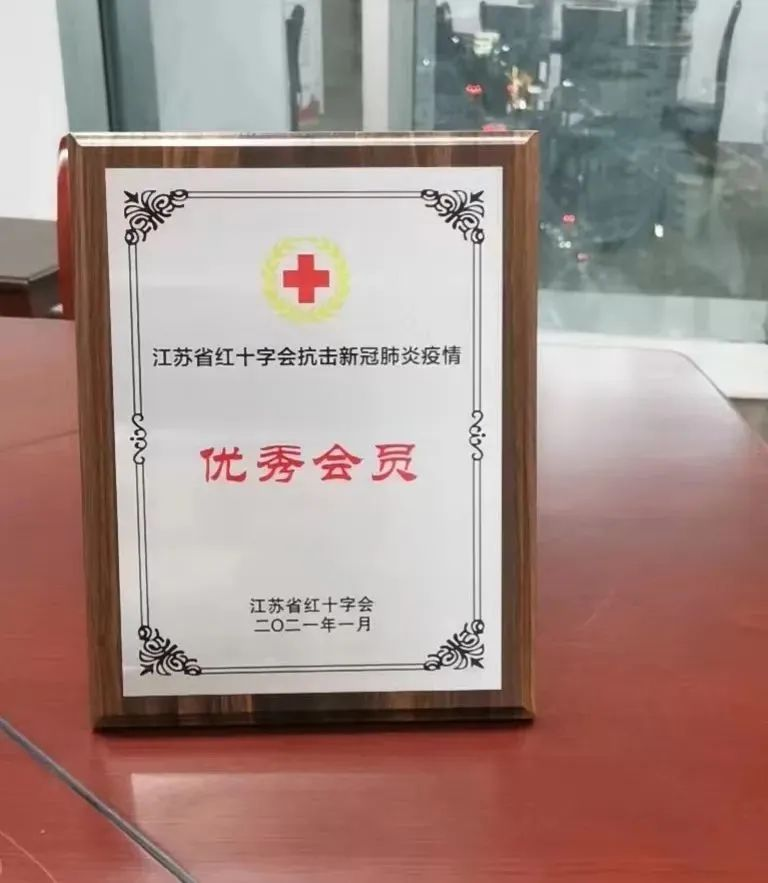 江苏省红十字会抗击新冠肺炎疫情
优秀会员
江苏省红十字会
二〇二一年一月